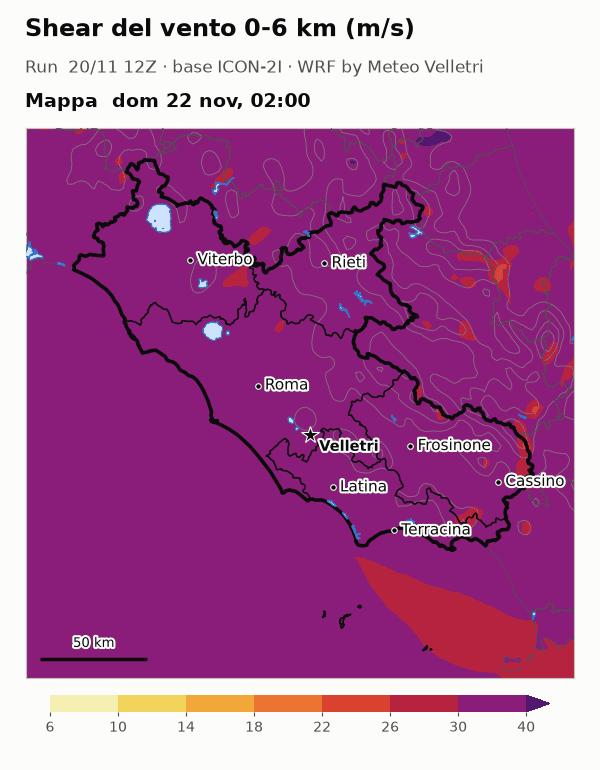 Shear del vento 0-6 km (m/s)
Run  20/11 12Z · base ICON-2I · WRF by Meteo Velletri
Mappa  dom 22 nov, 02:00
Viterbo
Rieti
Roma
Velletri
Frosinone
Latina
Cassino
Terracina
50 km
6 10 14 18 22 26 30 40